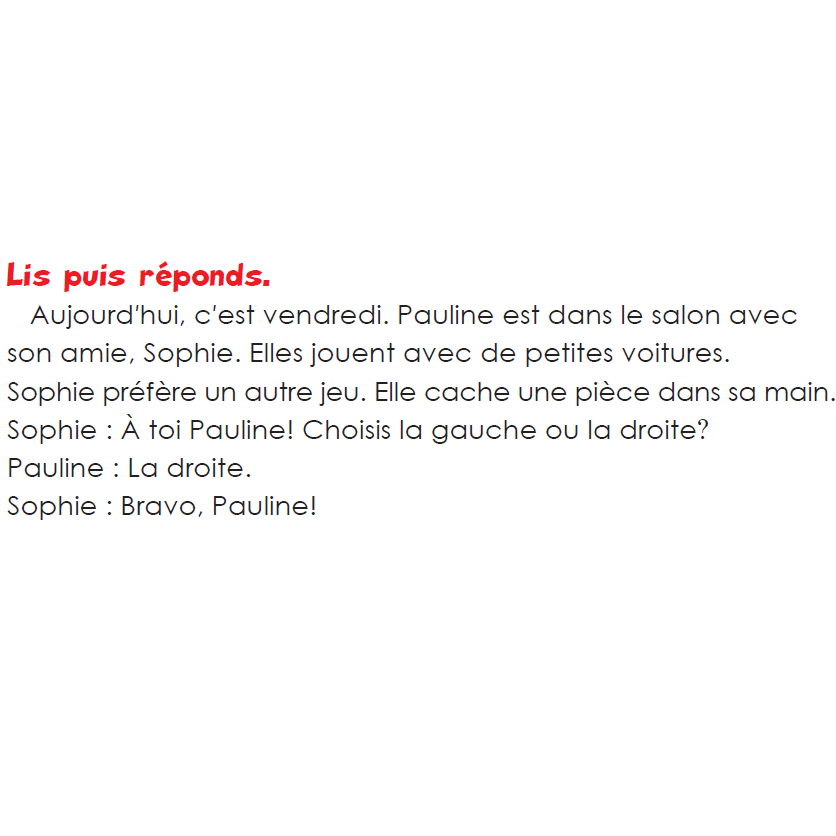 Lis puis réponds.
Aujourd'hui, c'est vendredi. Pauline est dans le salon avec
son amie, Sophie. Elles jouent avec de petites voitures.
Sophie préfère un autre jeu. Elle cache une pièce dans sa main.
Sophie : À toi Pauline! Choisis la gauche ou la droite?
Pauline : La droite.
Sophie : Bravo, Pauline!